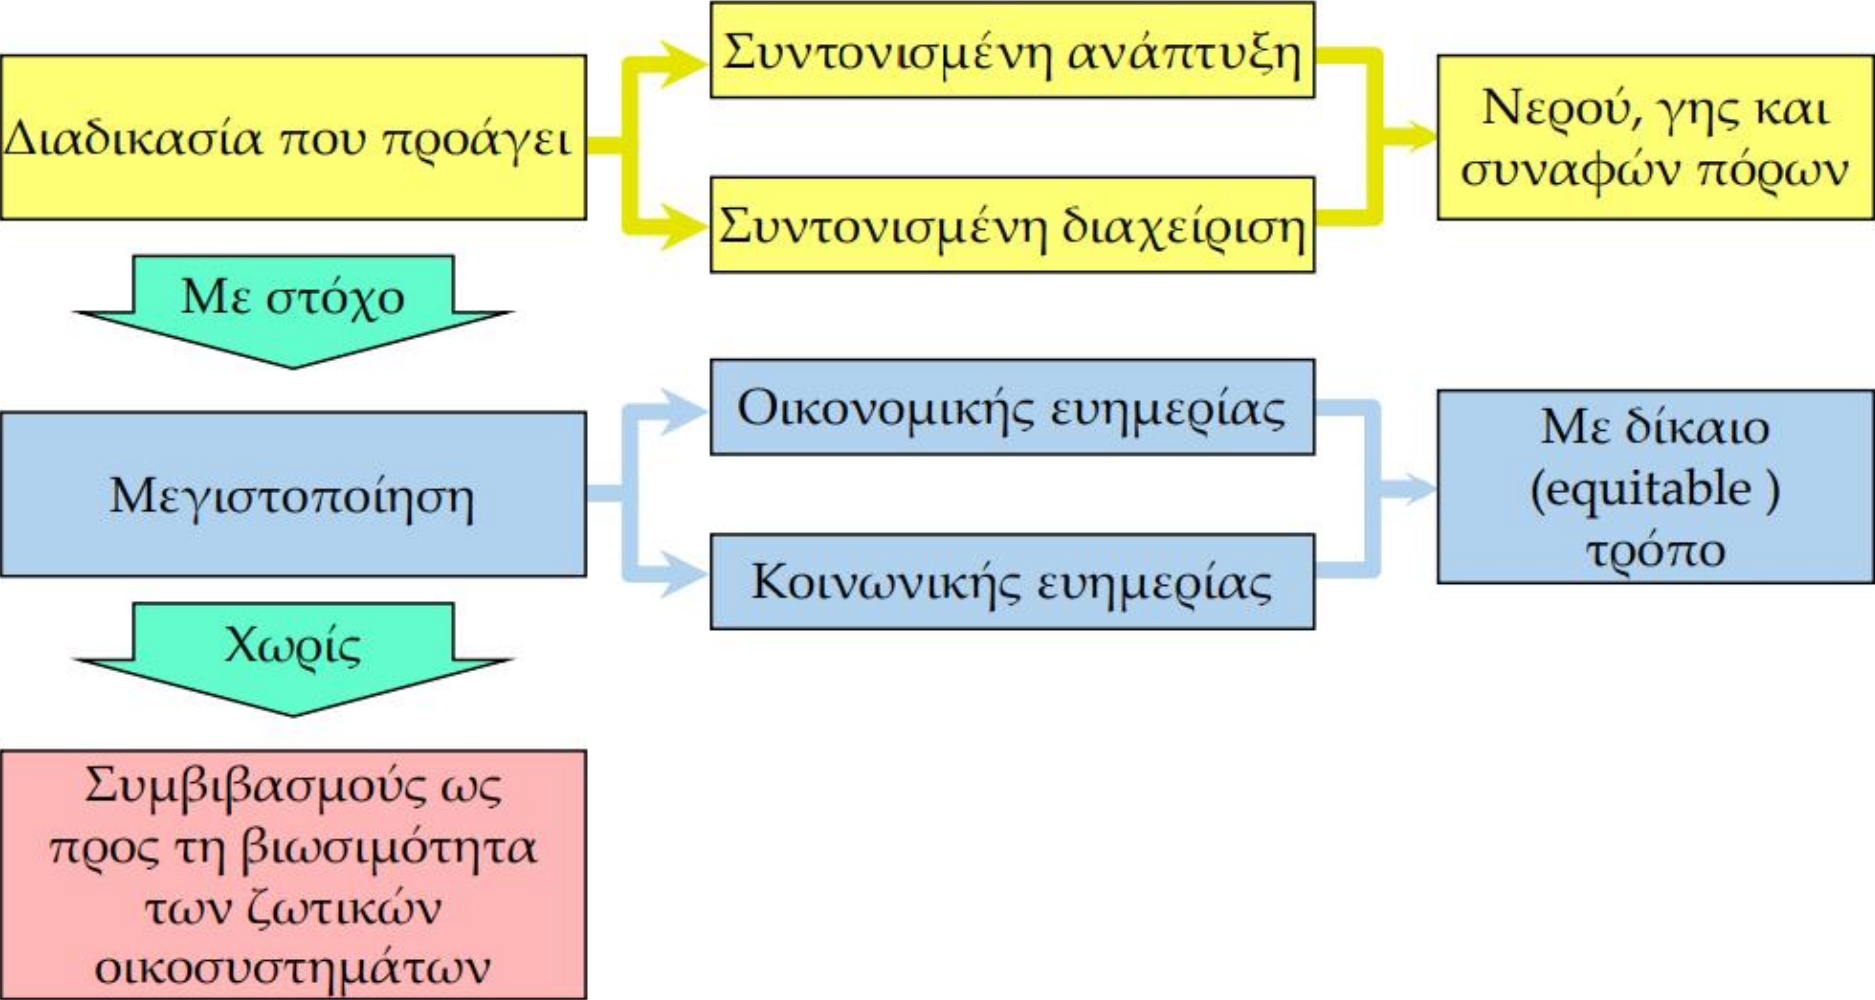 Διαδικασία που προάγει
Συντονισμένη ανάπτυξη
Συντονισμένη διαχείριση
Νερού, γης και
συναφών πόρων
Με στόχο
Μεγιστοποίηση
Οικονομικής ευημερίας
Κοινωνικής ευημερίας
Με δίκαιο
(equitable )
τρόπο
Χωρίς
Συμβιβασμούς ως
προς τη βιωσιμότητα
των ζωτικών
οικοσυστημάτων